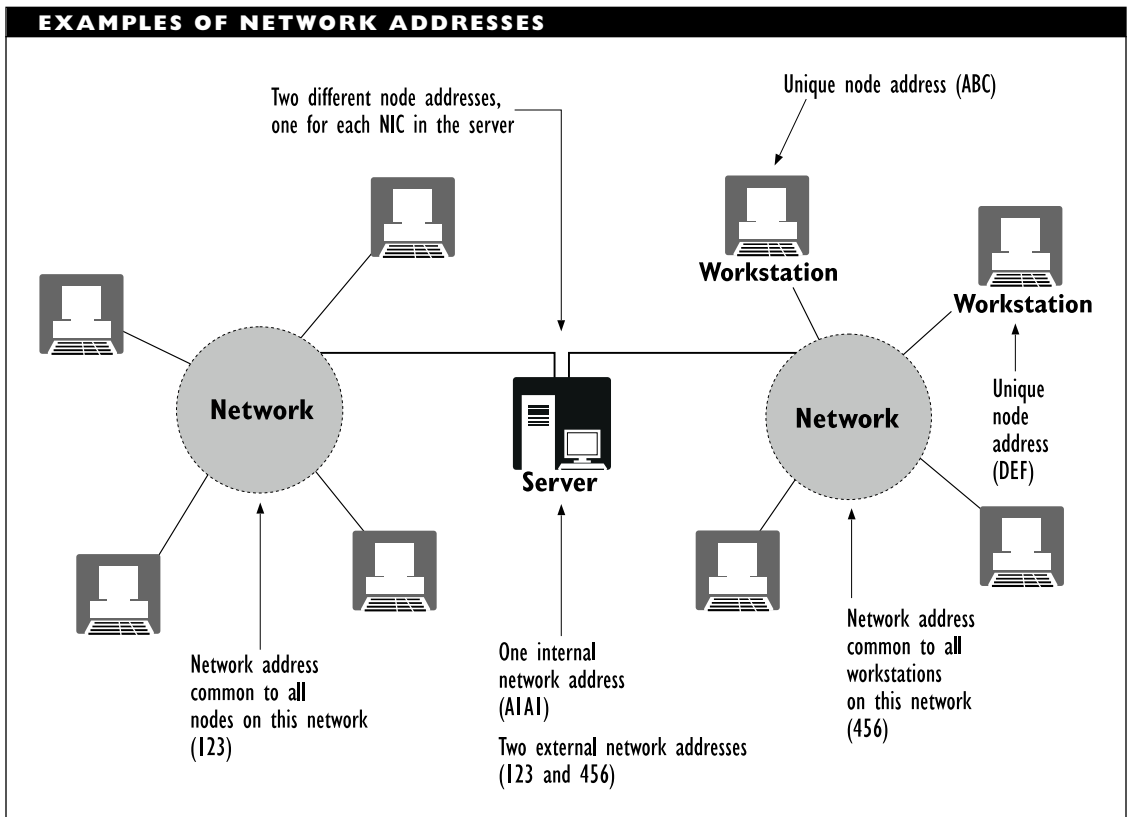 EXAMPLES OF NETWORK ADDRESSES
Two different node addresses,
one for each NIC in the server
Unique node address (ABC)
Workstation
Workstation
Network
Server
Network
Unique
node
address
(DEF)
Network address
common to all
nodes on this network
(123)
One internal
network address
(A1A1)
Two external network addresses
(123 and 456)
Network address
common to all
workstations
on this network
(456)